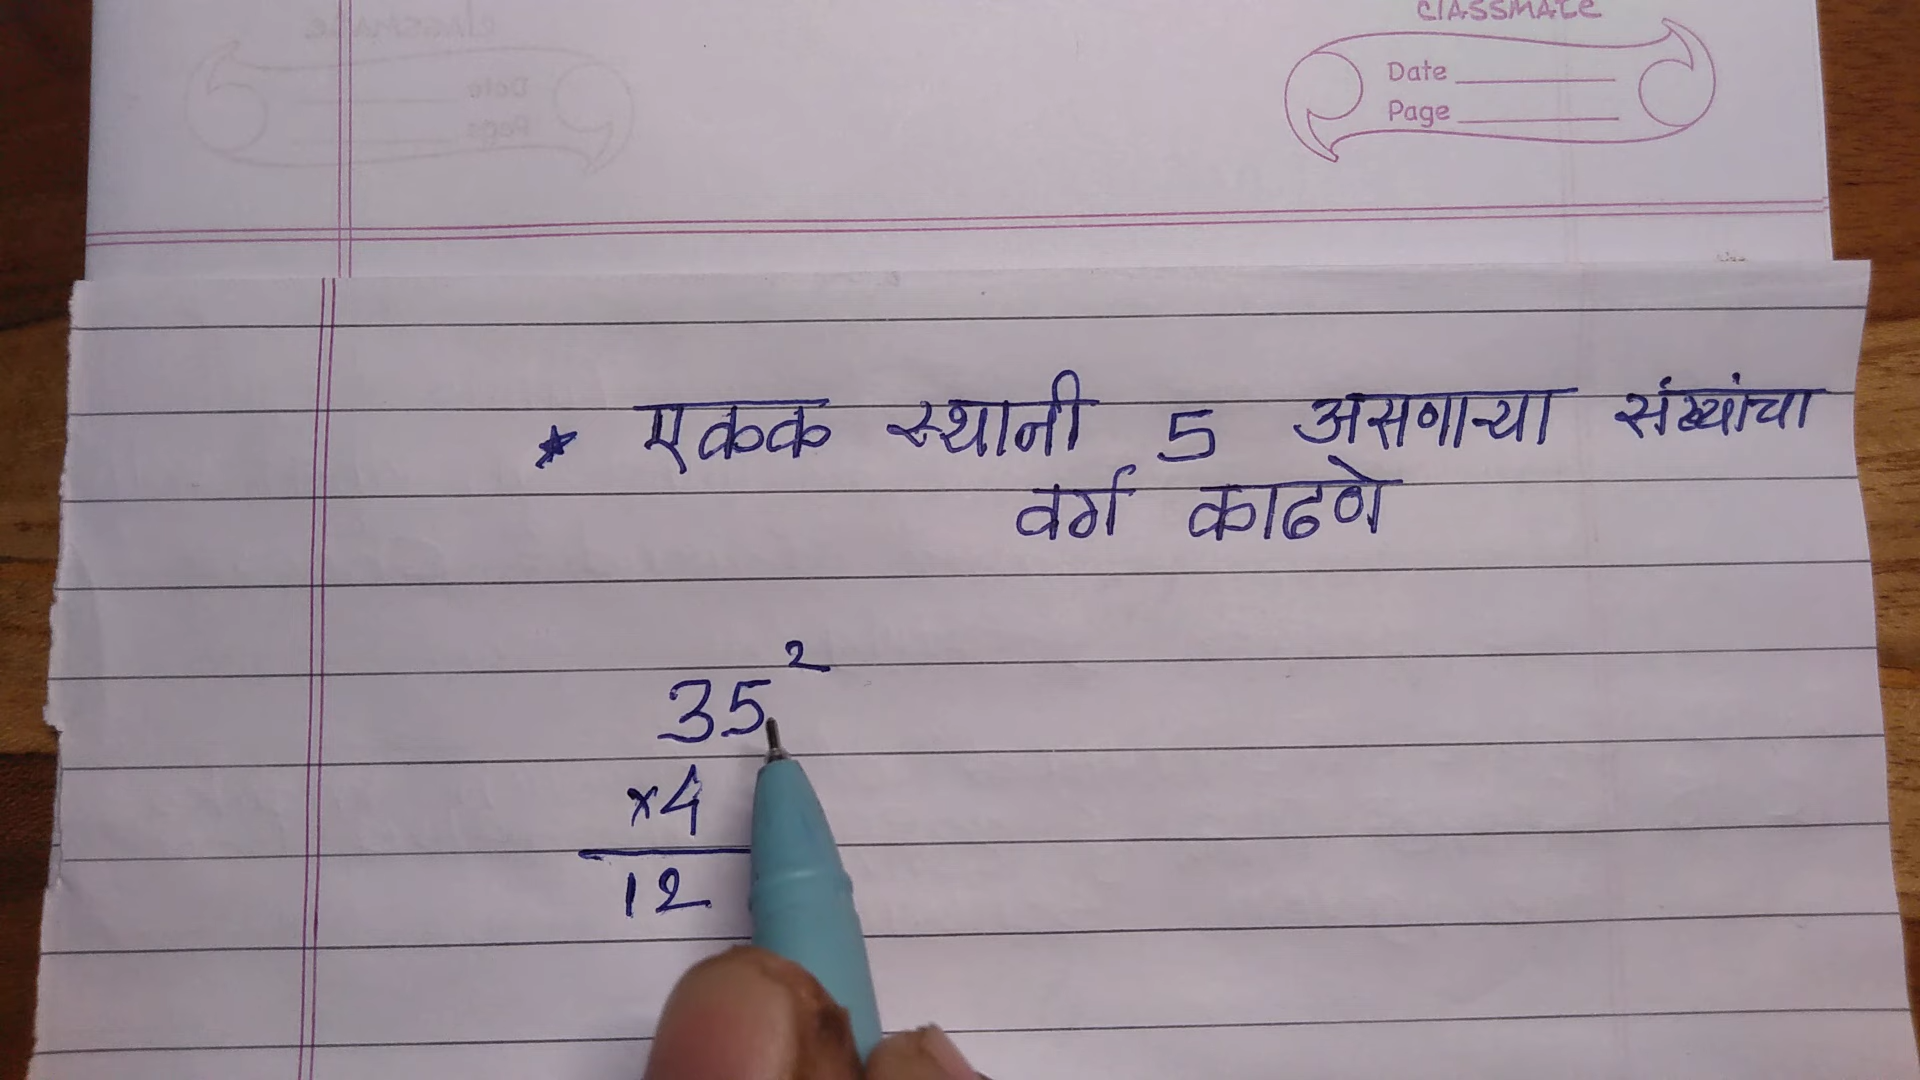 classmate
Date
Page
* एकक स्थानी 5 असणाऱ्या संख्यांचा
वर्ग काढणे
35²
×4
12